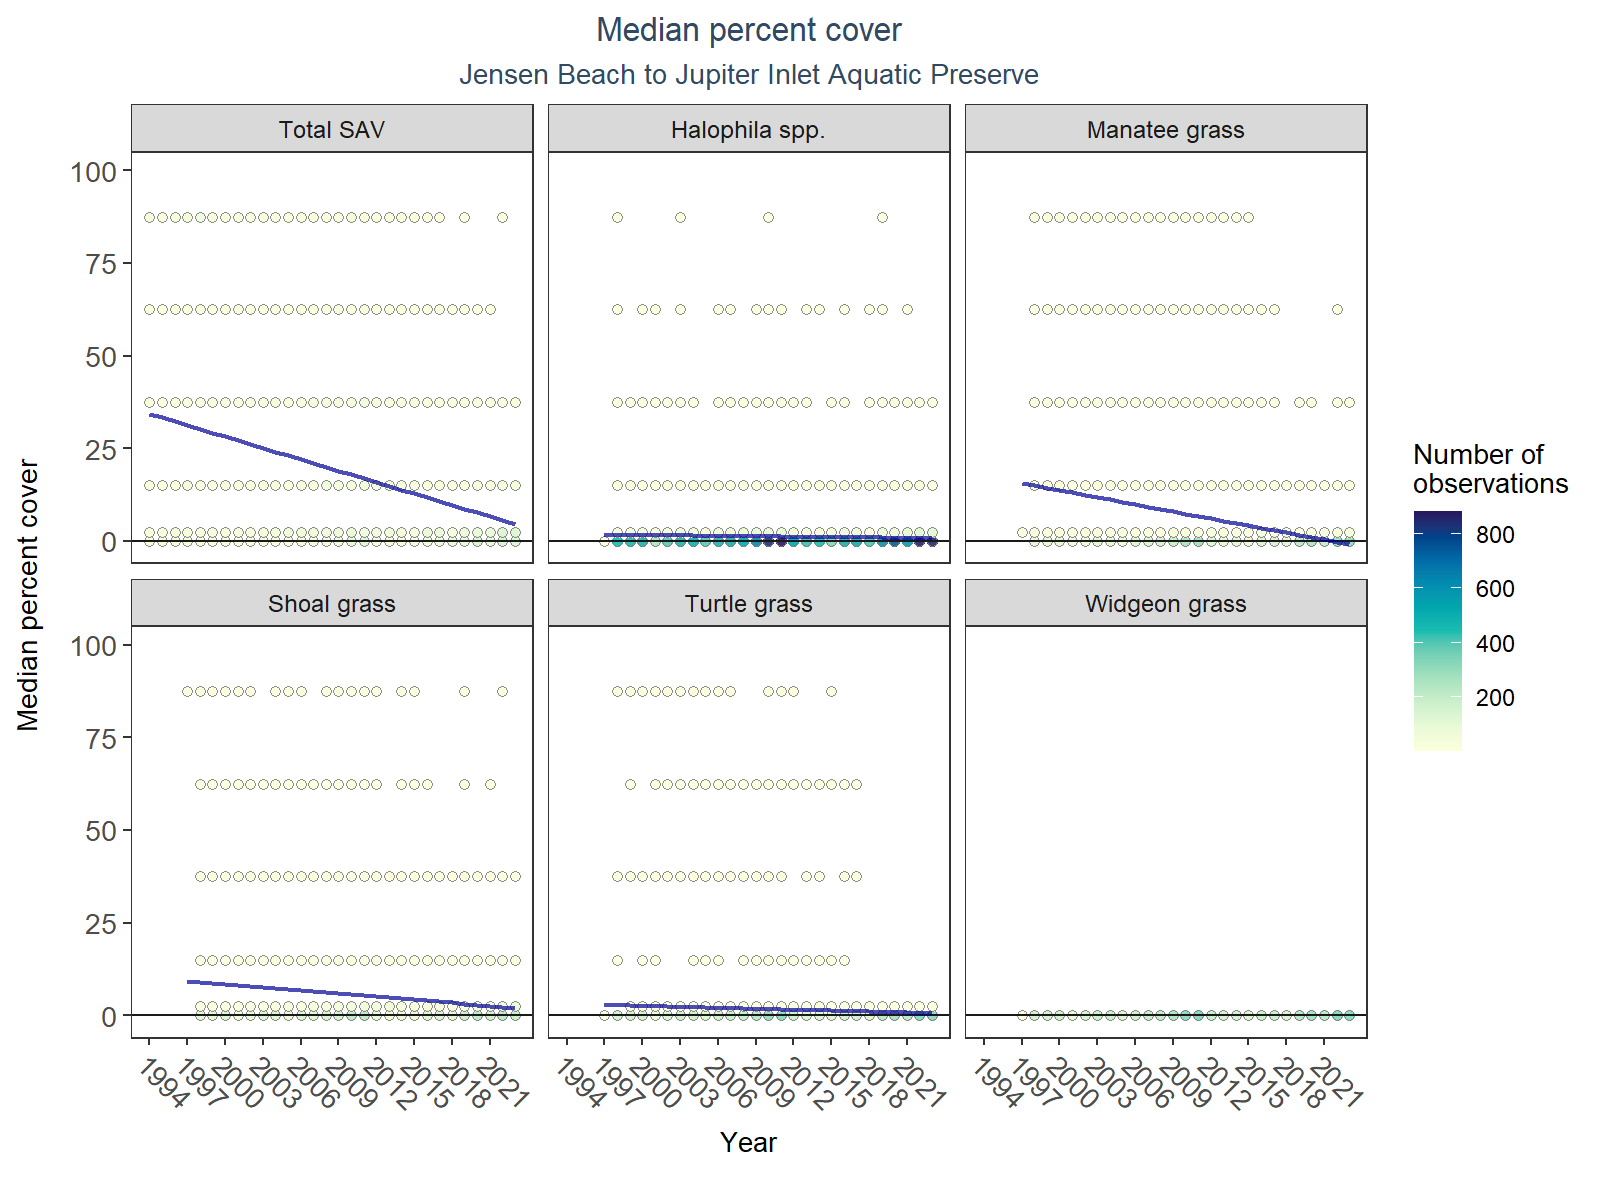 Median percent cover
Jensen Beach to Jupiter Inlet Aquatic Preserve
Total SAV
Halophila spp.
Manatee grass
100
75
50
25
0
Shoal grass
Turtle grass
Widgeon grass
100
75
50
25
0
Median percent cover
1994 1997 2000 2003 2006 2009 2012 2015 2018 2021
1994 1997 2000 2003 2006 2009 2012 2015 2018 2021
1994 1997 2000 2003 2006 2009 2012 2015 2018 2021
Year
Number of
observations
800
600
400
200